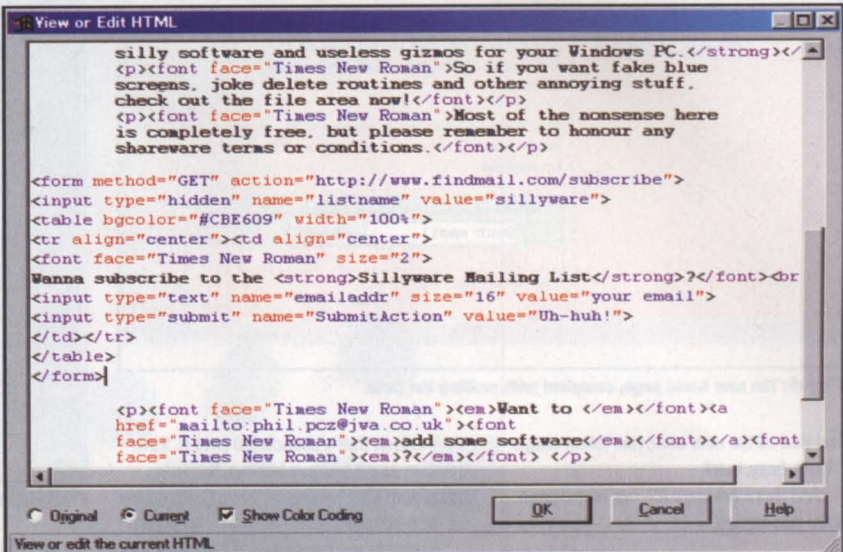 View or Edit HTML
silly software and useless gizmos for your Windows PC.</strong></
<p><font face="Times New Roman">So if you want fake blue
screens, joke delete routines and other annoying stuff,
check out the file area now!</font></p>
<p><font face="Times New Roman">Most of the nonsense here
is completely free, but please remember to honour any
shareware terms or conditions.</font></p>
<form method="GET" action="http://www.findmail.com/subscribe">
<input type="hidden" name="listname" value="sillyware">
<table bgcolor="#CBE609" width="100%">
<tr align="center"><td align="center">
<font face="Times New Roman" size="2">
Wanna subscribe to the <strong>Sillyware Mailing List</strong>?</font><br
<input type="text" name="emailaddr" size="16" value="your email">
<input type="submit" name="SubmitAction" value="Uh-huh!">
</td></tr>
</table>
</form>
<p><font face="Times New Roman"><em>Want to </em></font><a
href="mailto:phil.pcz@jwa.co.uk"><font
face="Times New Roman"><em>add some software</em></font></a><font
face="Times New Roman"><em>?</em></font> </p>
Original Current Show Color Coding OK Cancel Help
View or edit the current HTML